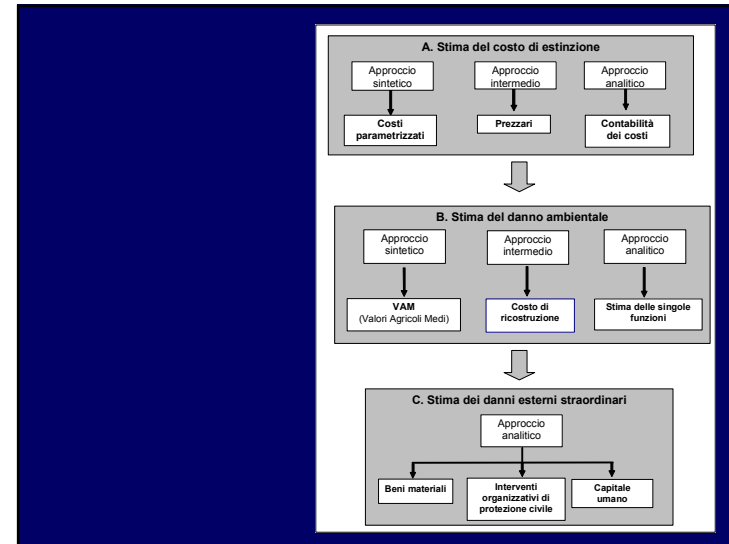 A. Stima del costo di estinzione
Approccio
sintetico
Approccio
intermedio
Approccio
analitico
Costi
parametrizzati
Prezzari
Contabilità
dei costi
B. Stima del danno ambientale
Approccio
sintetico
Approccio
intermedio
Approccio
analitico
VAM
(Valori Agricoli Medi)
Costo di
ricostruzione
Stima delle singole
funzioni
C. Stima dei danni esterni straordinari
Approccio
analitico
Beni materiali
Interventi
organizzativi di
protezione civile
Capitale
umano